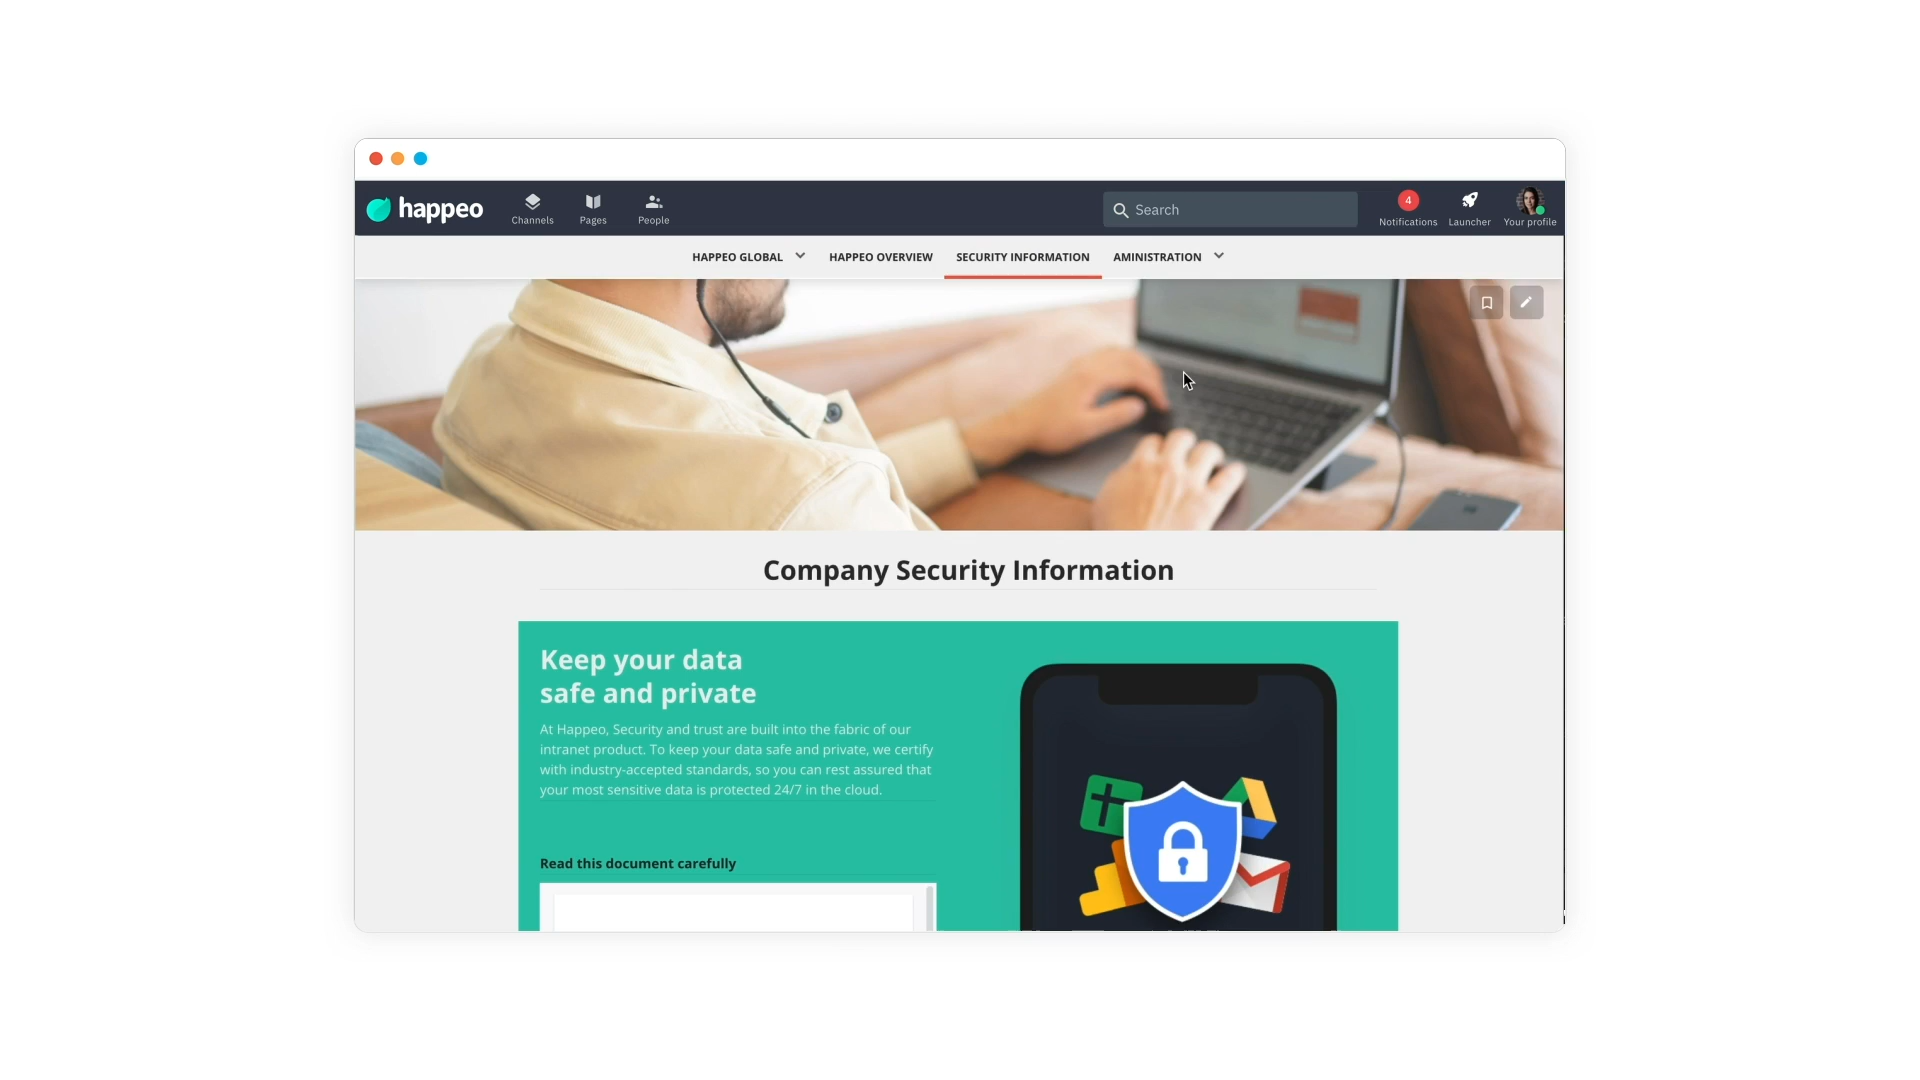 happeo
Channels
Pages
People
Search
4
Notifications
Launcher
Your profile
HAPPEO GLOBAL
HAPPEO OVERVIEW
SECURITY INFORMATION
AMINISTRATION
Company Security Information
Keep your data
safe and private
At Happeo, Security and trust are built into the fabric of our
intranet product. To keep your data safe and private, we certify
with industry-accepted standards, so you can rest assured that
your most sensitive data is protected 24/7 in the cloud.
Read this document carefully